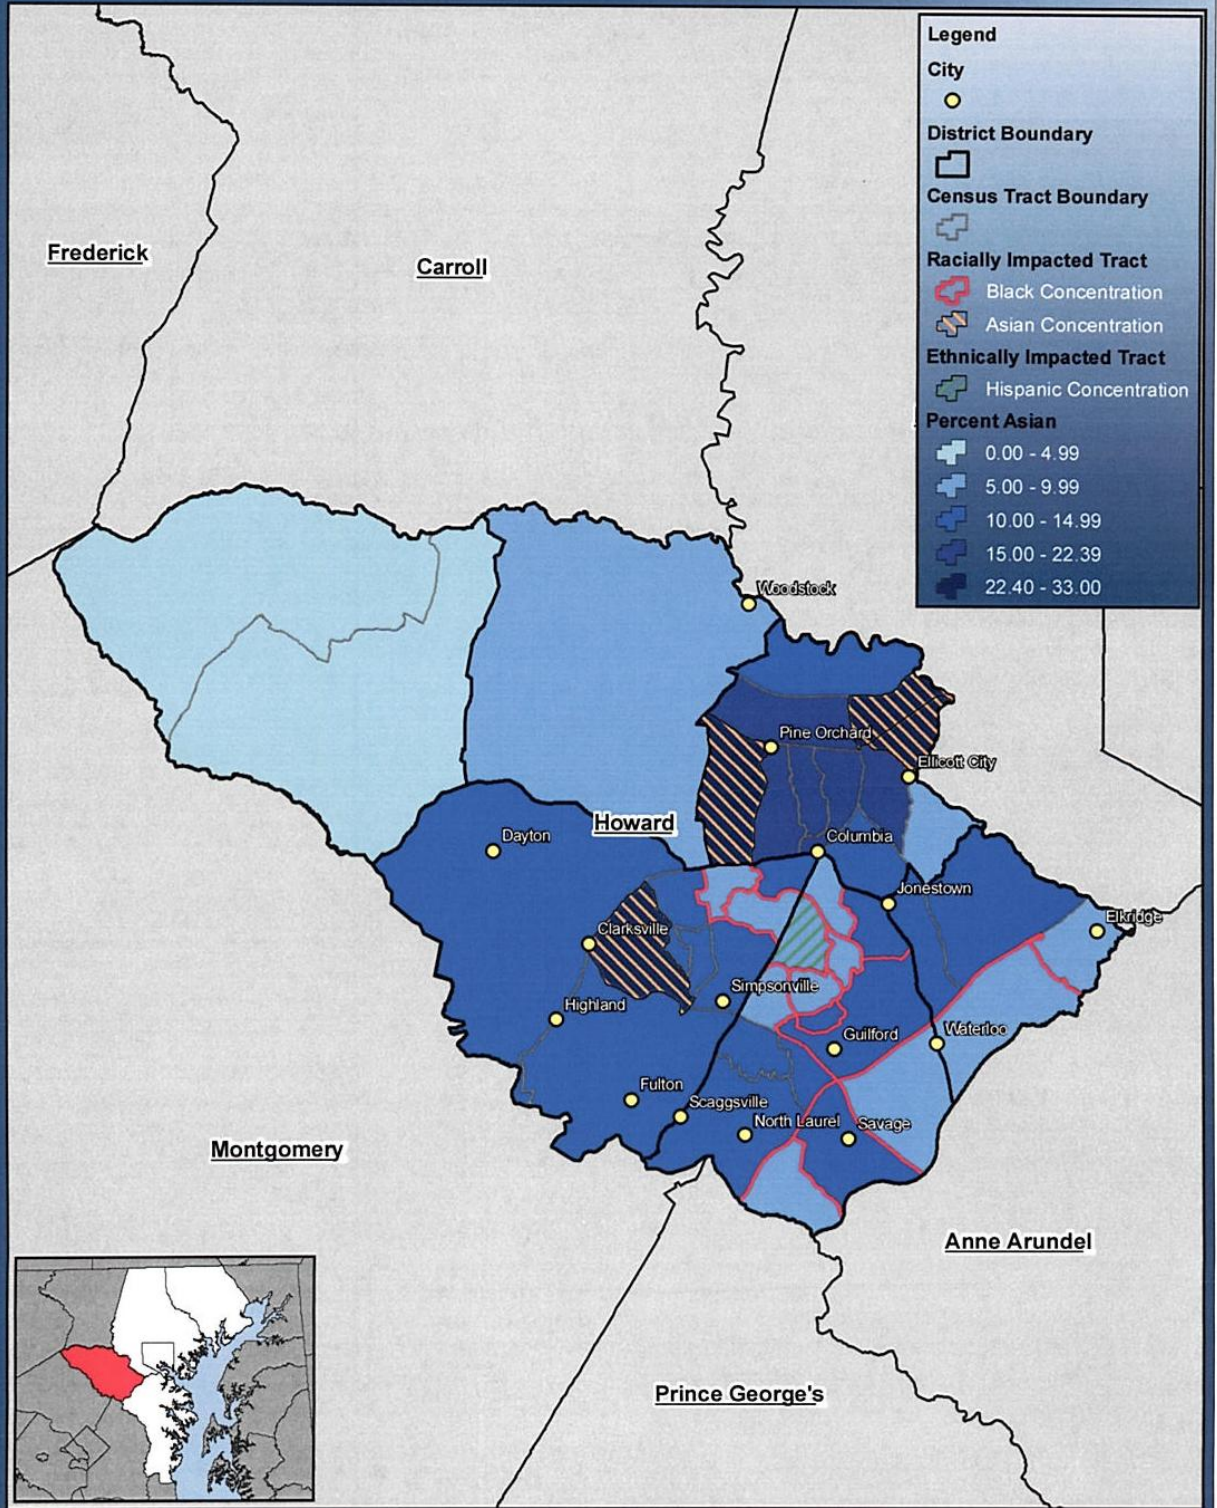 Legend
City
District Boundary
Census Tract Boundary
Racially Impacted Tract
Black Concentration
Asian Concentration
Ethnically Impacted Tract
Hispanic Concentration
Percent Asian
0.00 - 4.99
5.00 - 9.99
10.00 - 14.99
15.00 - 22.39
22.40 - 33.00
Frederick
Carroll
Woodstock
Pine Orchard
Ellicott City
Howard
Dayton
Columbia
Jonestown
Elkridge
Clarksville
Simpsonville
Highland
Guilford
Waterloo
Fulton
Scaggsville
North Laurel
Savage
Montgomery
Anne Arundel
Prince George's